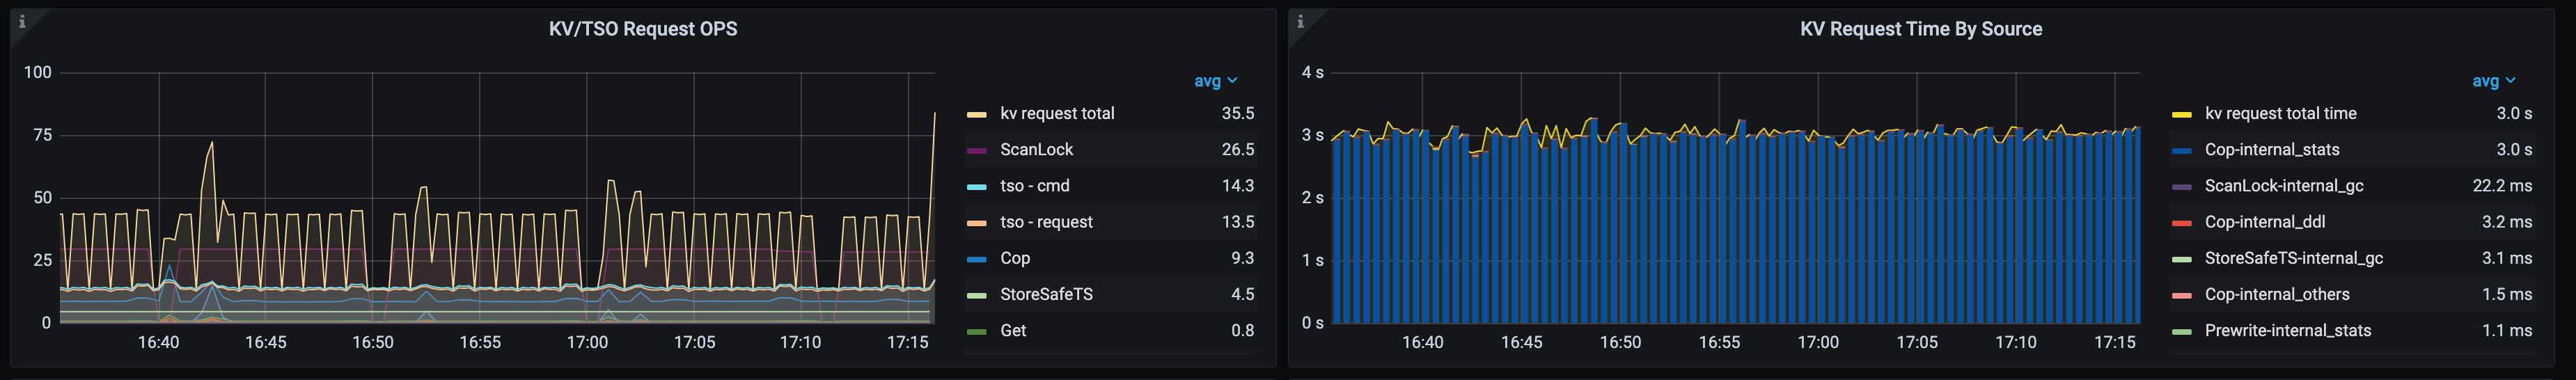 KV/TSO Request OPS
100
75
50
25
0
16:40 16:45 16:50 16:55 17:00 17:05 17:10 17:15
avg
kv request total 35.5
ScanLock 26.5
tso - cmd 14.3
tso - request 13.5
Cop 9.3
StoreSafeTS 4.5
Get 0.8
KV Request Time By Source
4 s
3 s
2 s
1 s
0 s
16:40 16:45 16:50 16:55 17:00 17:05 17:10 17:15
avg
kv request total time 3.0 s
Cop-internal_stats 3.0 s
ScanLock-internal_gc 22.2 ms
Cop-internal_ddl 3.2 ms
StoreSafeTS-internal_gc 3.1 ms
Cop-internal_others 1.5 ms
Prewrite-internal_stats 1.1 ms